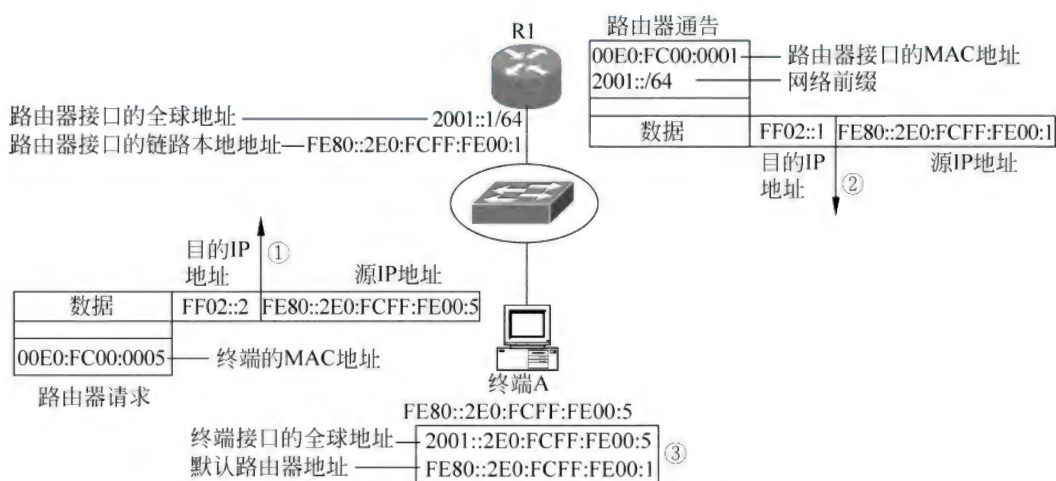 R1
路由器通告
00E0:FC00:0001 路由器接口的MAC地址
2001::/64 网络前缀
数据 FF02::1 FE80::2E0:FCFF:FE00:1
目的IP地址 ② 源IP地址
路由器接口的全球地址 2001::1/64
路由器接口的链路本地地址 FE80::2E0:FCFF:FE00:1
目的IP地址 ① 源IP地址
数据 FF02::2 FE80::2E0:FCFF:FE00:5
00E0:FC00:0005 终端的MAC地址
路由器请求
终端A
FE80::2E0:FCFF:FE00:5
终端接口的全球地址 2001::2E0:FCFF:FE00:5
默认路由器地址 FE80::2E0:FCFF:FE00:1 ③